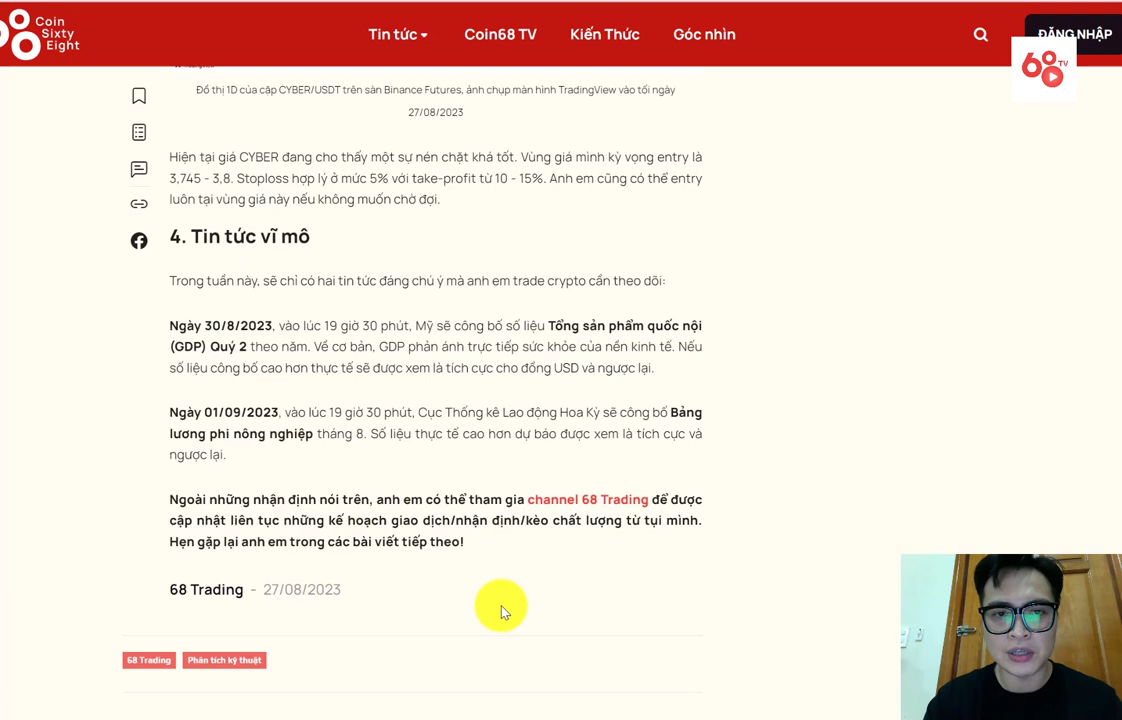 Coin
Sixty
Eight
Tin tức
Coin68 TV
Kiến Thức
Góc nhìn
ĐĂNG NHẬP
68 TV
Đồ thị 1D của cặp CYBER/USDT trên sàn Binance Futures, ảnh chụp màn hình TradingView vào tối ngày
27/08/2023
Hiện tại giá CYBER đang cho thấy một sự nén chặt khá tốt. Vùng giá mình kỳ vọng entry là
3,745 - 3,8. Stoploss hợp lý ở mức 5% với take-profit từ 10 - 15%. Anh em cũng có thể entry
luôn tại vùng giá này nếu không muốn chờ đợi.
4. Tin tức vĩ mô
Trong tuần này, sẽ chỉ có hai tin tức đáng chú ý mà anh em trade crypto cần theo dõi:
Ngày 30/8/2023, vào lúc 19 giờ 30 phút, Mỹ sẽ công bố số liệu Tổng sản phẩm quốc nội
(GDP) Quý 2 theo năm. Về cơ bản, GDP phản ánh trực tiếp sức khỏe của nền kinh tế. Nếu
số liệu công bố cao hơn thực tế sẽ được xem là tích cực cho đồng USD và ngược lại.
Ngày 01/09/2023, vào lúc 19 giờ 30 phút, Cục Thống kê Lao động Hoa Kỳ sẽ công bố Bảng
lương phi nông nghiệp tháng 8. Số liệu thực tế cao hơn dự báo được xem là tích cực và
ngược lại.
Ngoài những nhận định nói trên, anh em có thể tham gia channel 68 Trading để được
cập nhật liên tục những kế hoạch giao dịch/nhận định/kèo chất lượng từ tụi mình.
Hẹn gặp lại anh em trong các bài viết tiếp theo!
68 Trading - 27/08/2023
68 Trading
Phân tích kỹ thuật